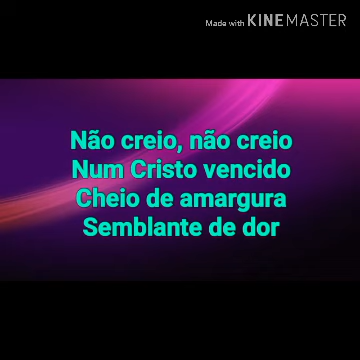 Made with KINEMASTER
Não creio, não creio
Num Cristo vencido
Cheio de amargura
Semblante de dor